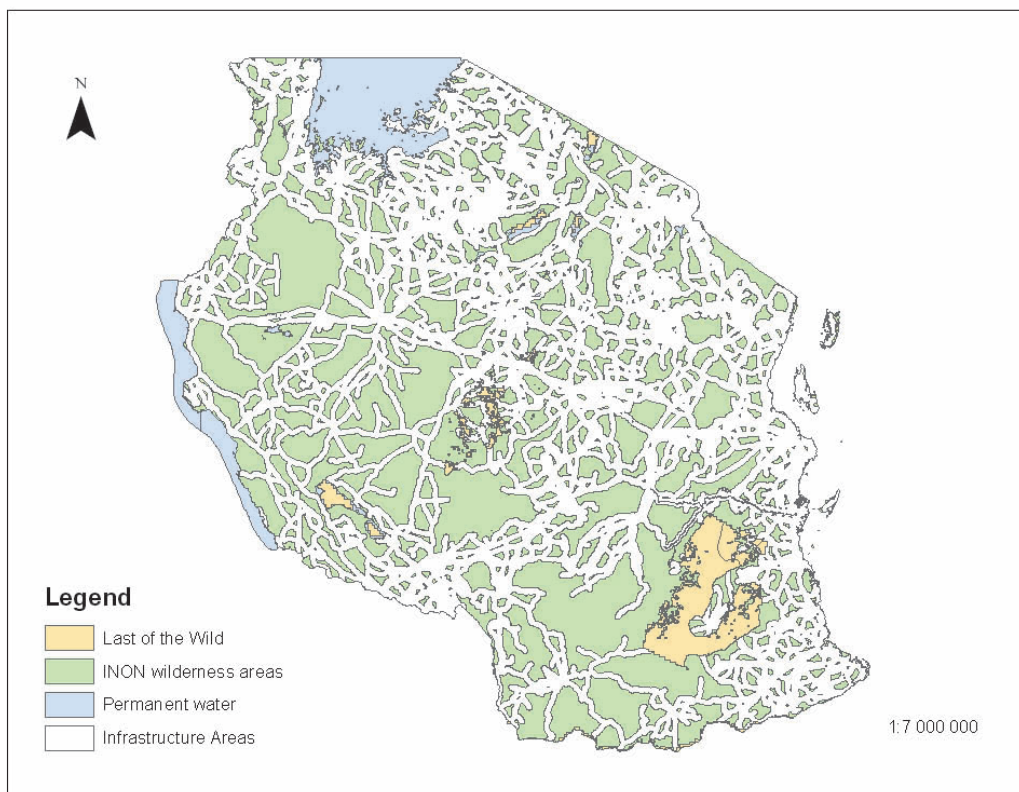 N
Legend
Last of the Wild
INON wilderness areas
Permanent water
Infrastructure Areas
1:7 000 000